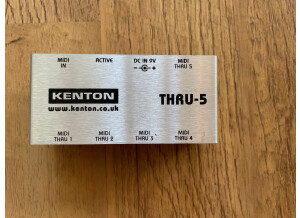 MIDI IN ACTIVE DC IN 9V MIDI THRU 5
KENTON
www.kenton.co.uk
THRU-5
MIDI THRU 1 MIDI THRU 2 MIDI THRU 3 MIDI THRU 4